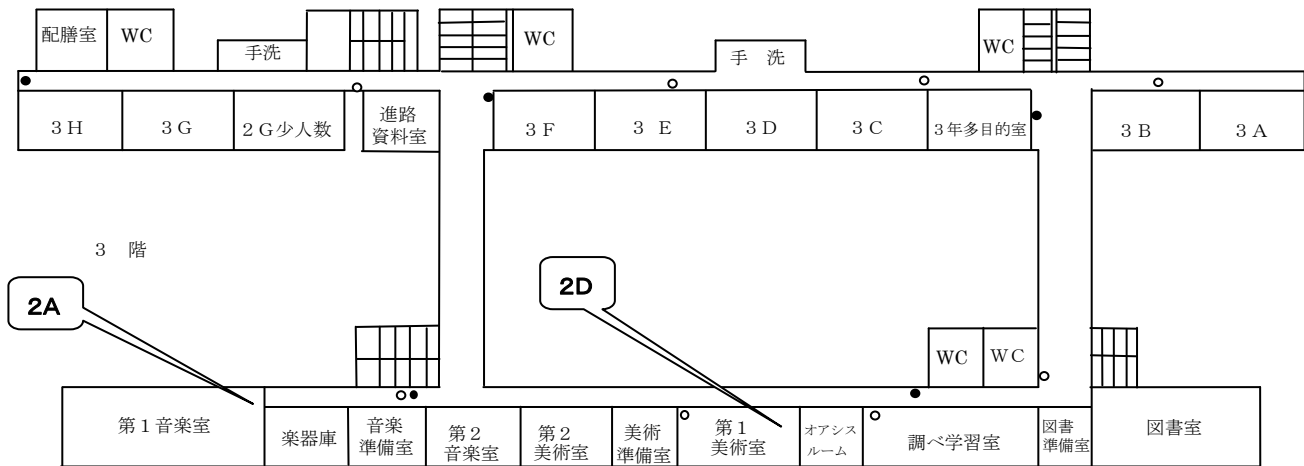 配膳室
WC
手洗
WC
手 洗
WC
3H
3G
2G少人数
進路
資料室
3F
3 E
3D
3C
3年多目的室
3B
3A
3 階
2A
2D
WC
WC
第1音楽室
楽器庫
音楽
準備室
第2
音楽室
第2
美術室
美術
準備室
第1
美術室
オアシス
ルーム
調べ学習室
図書
準備室
図書室